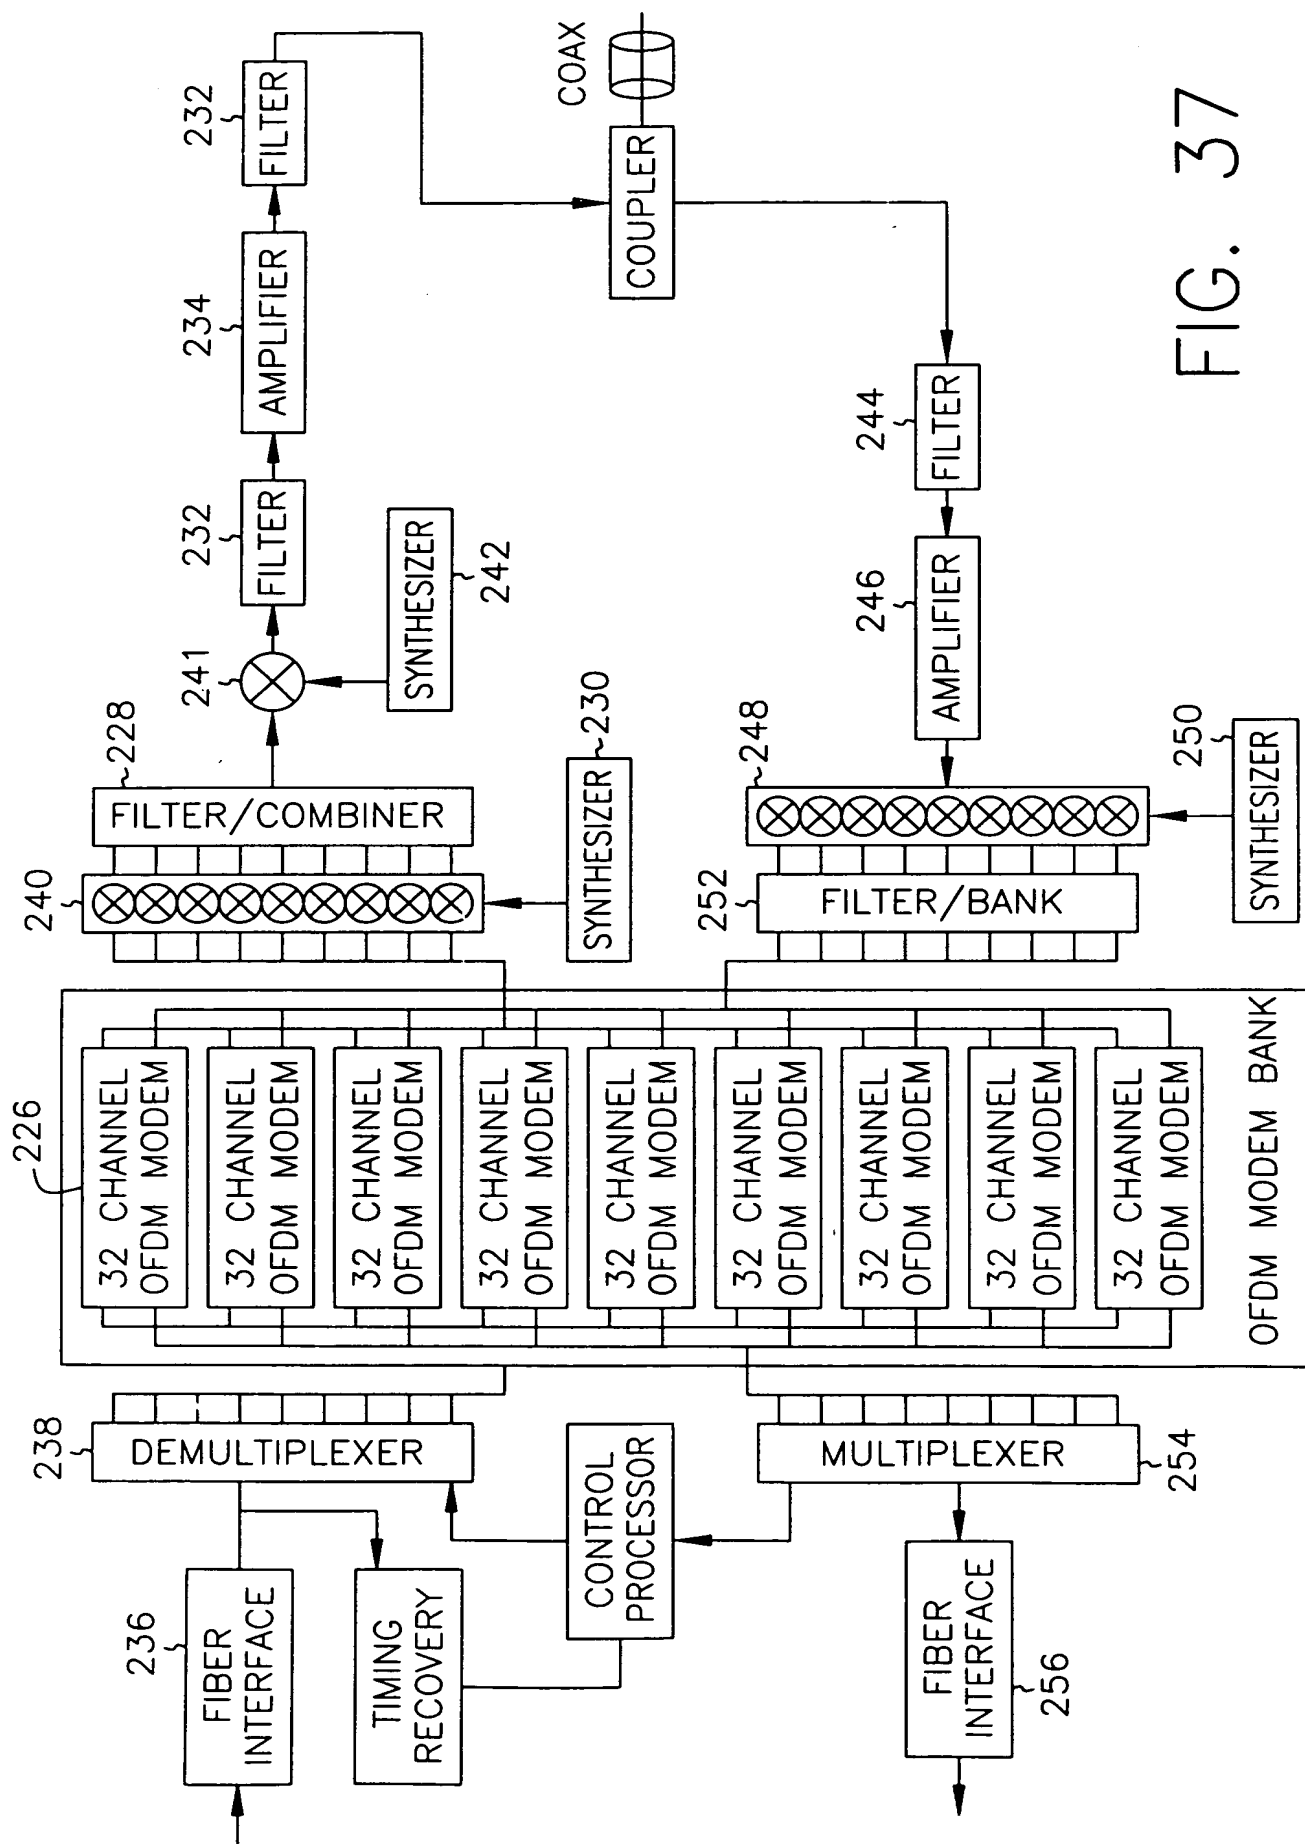 236
FIBER
INTERFACE
TIMING
RECOVERY
238
DEMULTIPLEXER
CONTROL
PROCESSOR
226
32 CHANNEL
OFDM MODEM
32 CHANNEL
OFDM MODEM
32 CHANNEL
OFDM MODEM
32 CHANNEL
OFDM MODEM
32 CHANNEL
OFDM MODEM
32 CHANNEL
OFDM MODEM
32 CHANNEL
OFDM MODEM
32 CHANNEL
OFDM MODEM
32 CHANNEL
OFDM MODEM
OFDM MODEM BANK
240
228
FILTER/COMBINER
SYNTHESIZER
230
241
SYNTHESIZER
242
232
FILTER
234
AMPLIFIER
232
FILTER
COAX
COUPLER
244
FILTER
246
AMPLIFIER
248
250
SYNTHESIZER
252
FILTER/BANK
MULTIPLEXER
254
FIBER
INTERFACE
256
FIG. 37